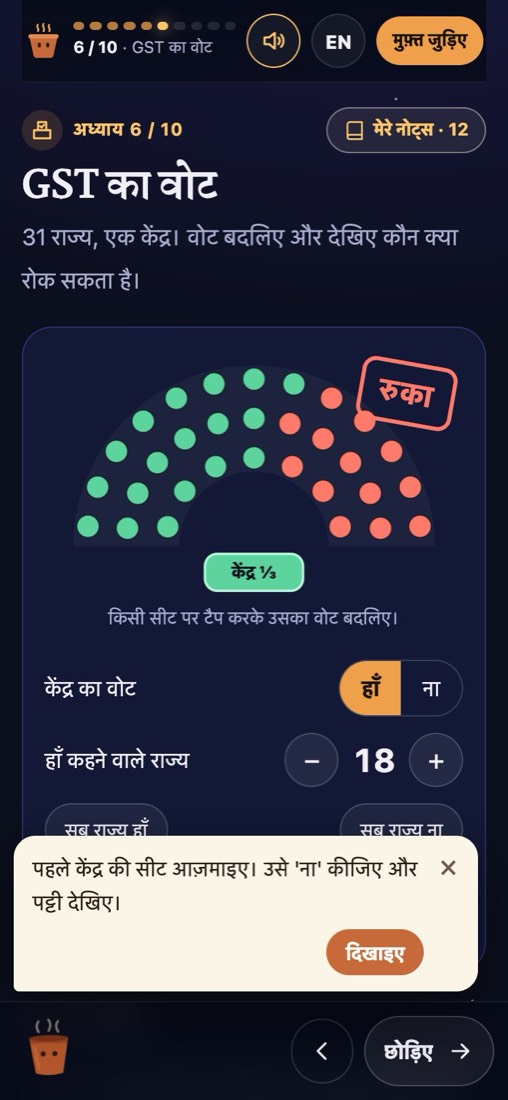 6 / 10 · GST का वोट
EN
मुफ़्त जुड़िए
अध्याय 6 / 10
मेरे नोट्स · 12
GST का वोट
31 राज्य, एक केंद्र। वोट बदलिए और देखिए कौन क्या
रोक सकता है।
रुका
केंद्र ⅓
किसी सीट पर टैप करके उसका वोट बदलिए।
केंद्र का वोट
हाँ
ना
हाँ कहने वाले राज्य
− 18 +
सब राज्य हाँ
सब राज्य ना
पहले केंद्र की सीट आज़माइए। उसे 'ना' कीजिए और
पट्टी देखिए।
दिखाइए
छोड़िए